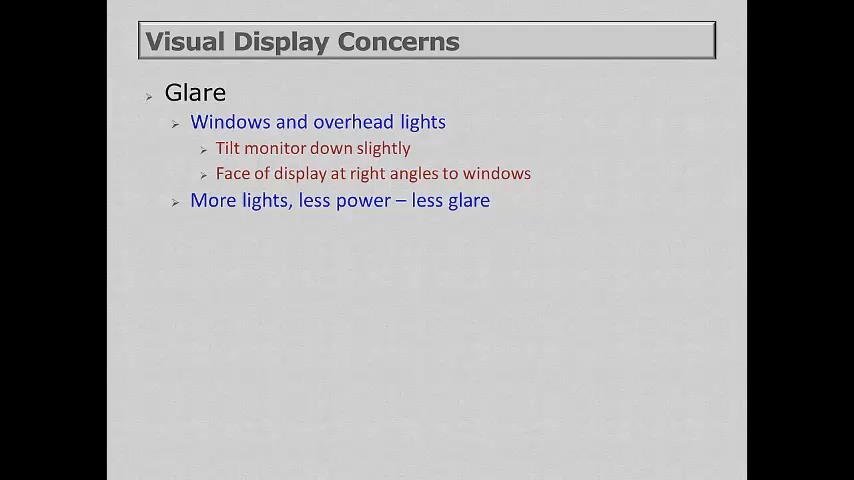 Visual Display Concerns
Glare
Windows and overhead lights
Tilt monitor down slightly
Face of display at right angles to windows
More lights, less power – less glare